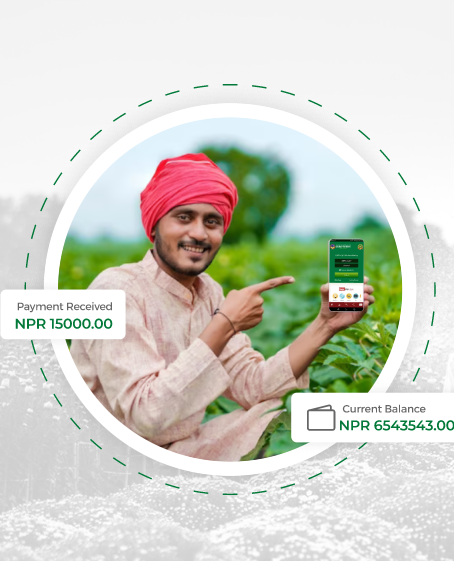 Payment Received
NPR 15000.00
Current Balance
NPR 6543543.00